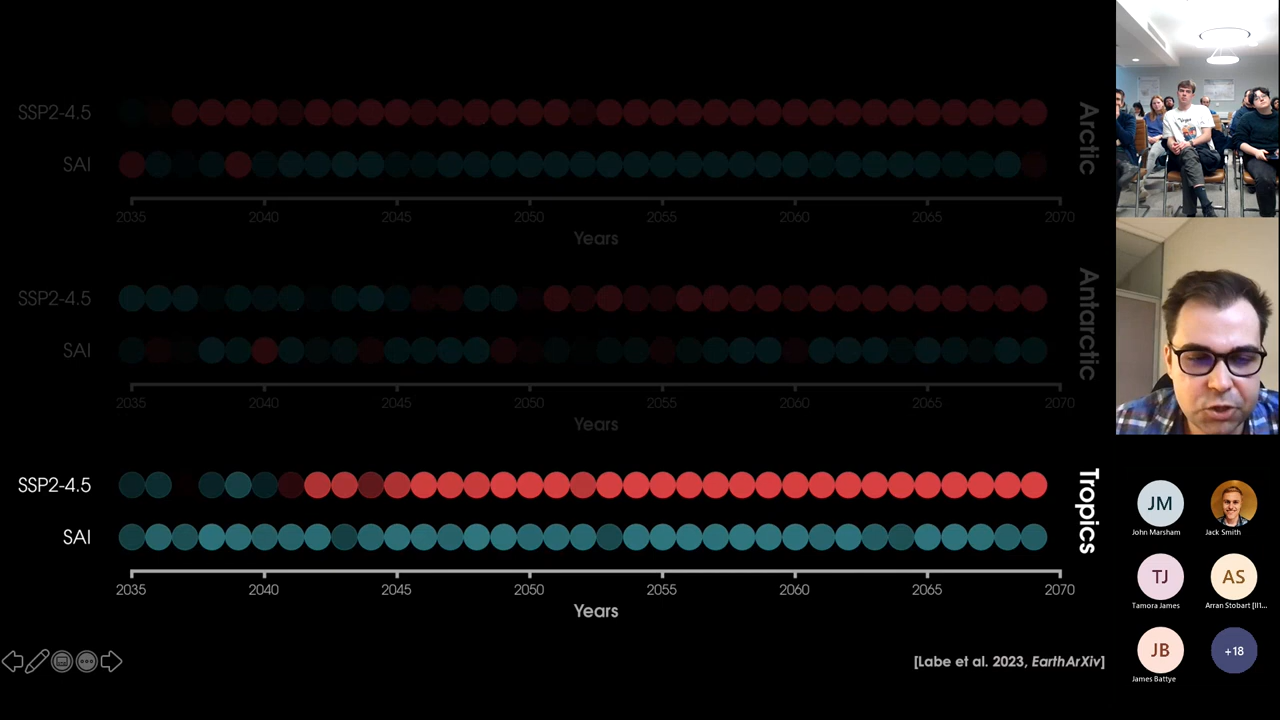 SSP2-4.5
SAI
2035 2040 2045 2050 2055 2060 2065 2070
Years
Arctic
SSP2-4.5
SAI
2035 2040 2045 2050 2055 2060 2065 2070
Years
Antarctic
SSP2-4.5
SAI
2035 2040 2045 2050 2055 2060 2065 2070
Years
Tropics
[Labe et al. 2023, EarthArXiv]
JM
John Marsham
Jack Smith
TJ
Tamora James
AS
Arran Stobart [ll1...
JB
James Battye
+18